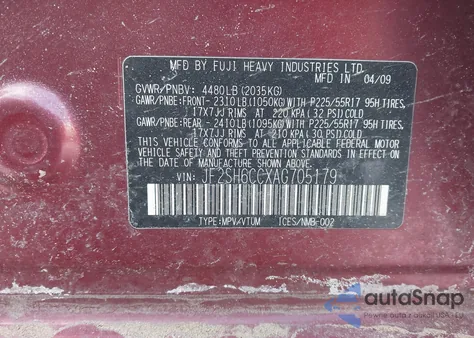 MFD. BY FUJI HEAVY INDUSTRIES LTD.
MADE IN 04/09
GVWR/PNBV: 4480LB(2035KG)
GAWR/PNBE:FRONT- 2310LB(1050KG)WITH P225/55R17 95H TIRES,
17X7JJ RIMS AT 220 KPA(32 PSI)COLD
GAWR/PNBE:REAR - 2410LB(1095KG)WITH P225/55R17 95H TIRES,
17X7JJ RIMS AT 210 KPA(30 PSI)COLD
THIS VEHICLE CONFORMS TO ALL APPLICABLE
FEDERAL MOTOR VEHICLE SAFETY
AND THEFT PREVENTION STANDARDS IN EFFECT ON THE DATE
OF MANUFACTURE SHOWN ABOVE.
VIN: JF2SH6CCXAG705179
TYPE:MPV/VTUM ICES/NMB-002
autoSnap